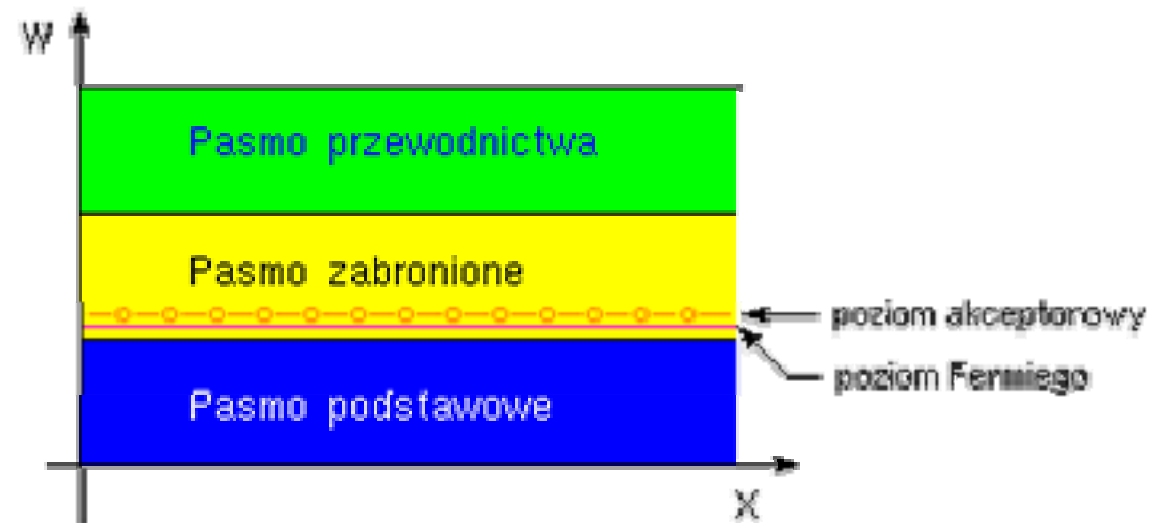 W
Pasmo przewodnictwa
Pasmo zabronione
poziom akceptorowy
poziom Fermiego
Pasmo podstawowe
X